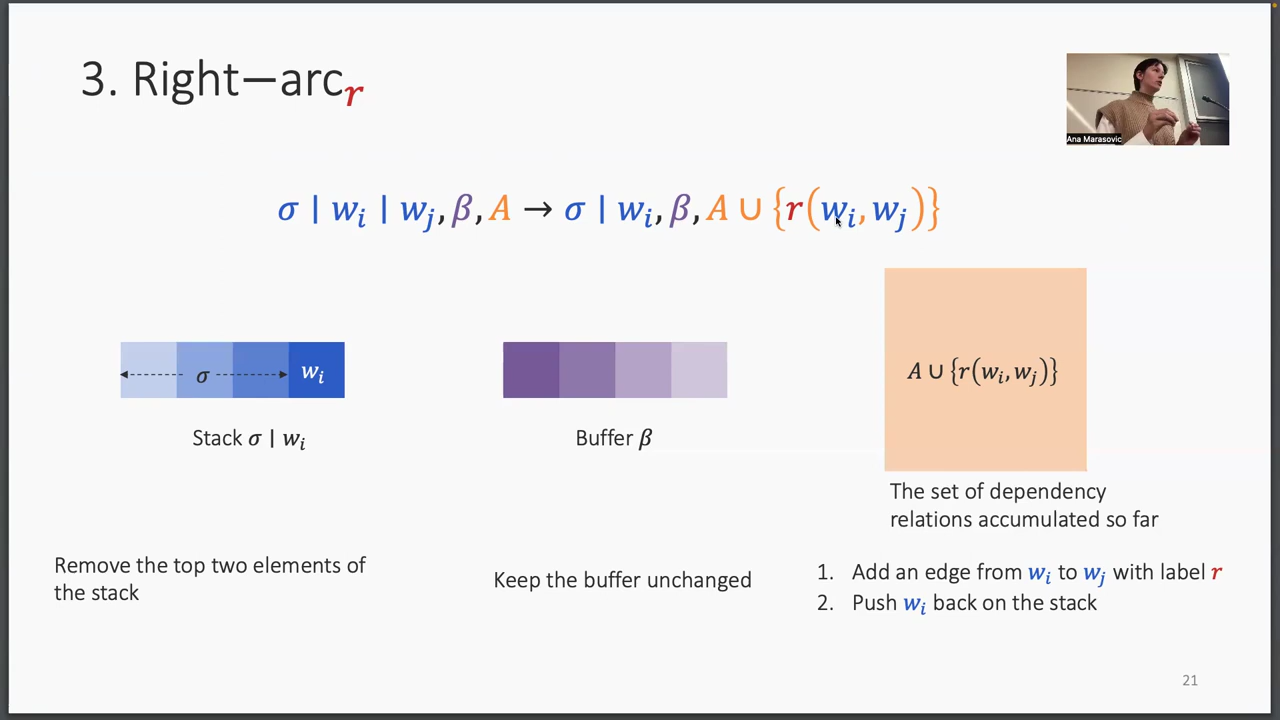 3. Right—arc_r
Ana Marasovic
σ | w_i | w_j, β, A → σ | w_i, β, A ∪ {r(w_i, w_j)}
σ
w_i
A ∪ {r(w_i, w_j)}
Stack σ | w_i
Buffer β
The set of dependency
relations accumulated so far
Remove the top two elements of
the stack
Keep the buffer unchanged
1. Add an edge from w_i to w_j with label r
2. Push w_i back on the stack
21